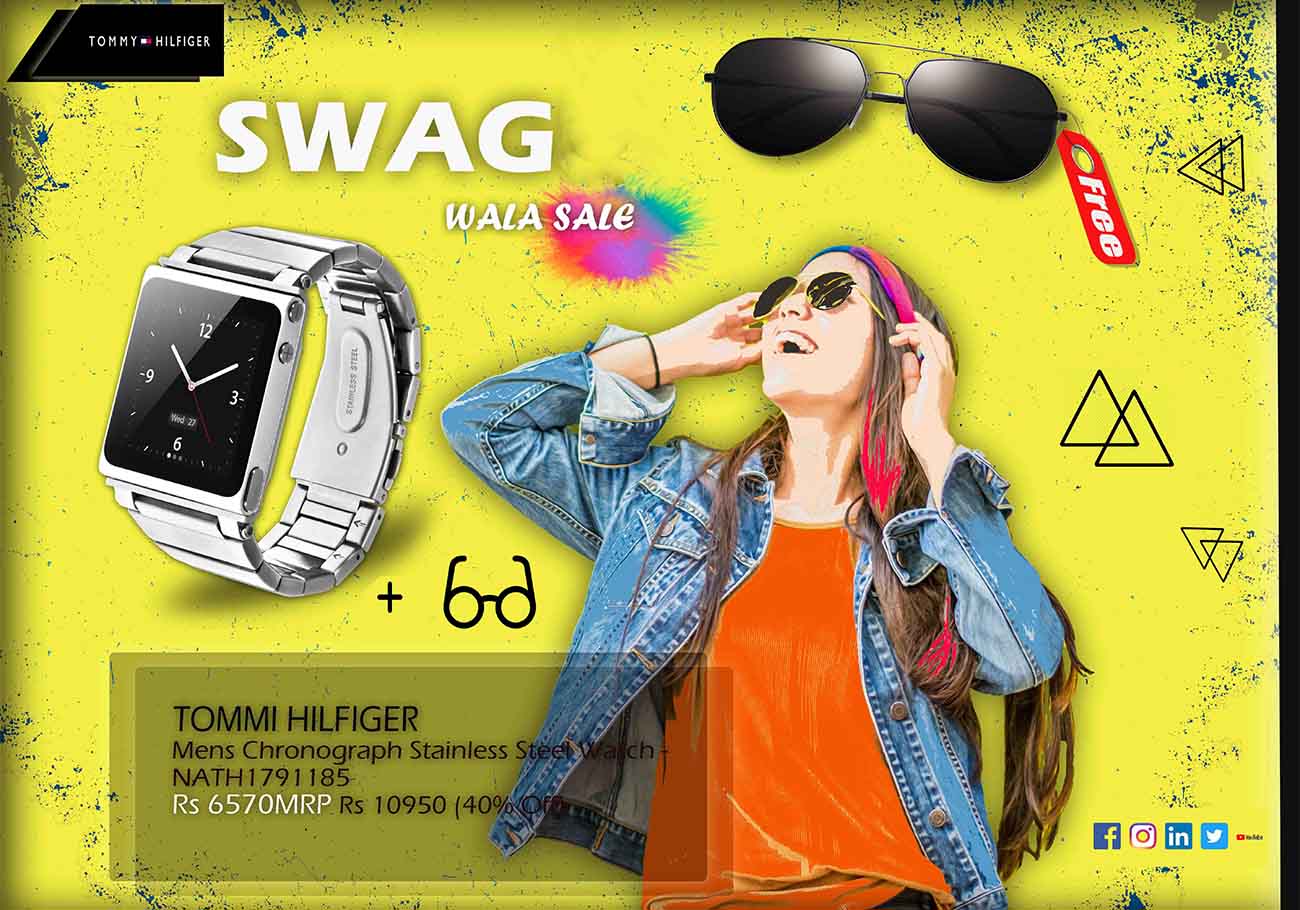 TOMMY HILFIGER
SWAG
WALA SALE
free
12
-9
3-
Wed 27
6
STAINLESS STEEL
+
TOMMI HILFIGER
Mens Chronograph Stainless Steel Watch -
NATH1791185
Rs 6570MRP Rs 10950 (40% Off)
YouTube